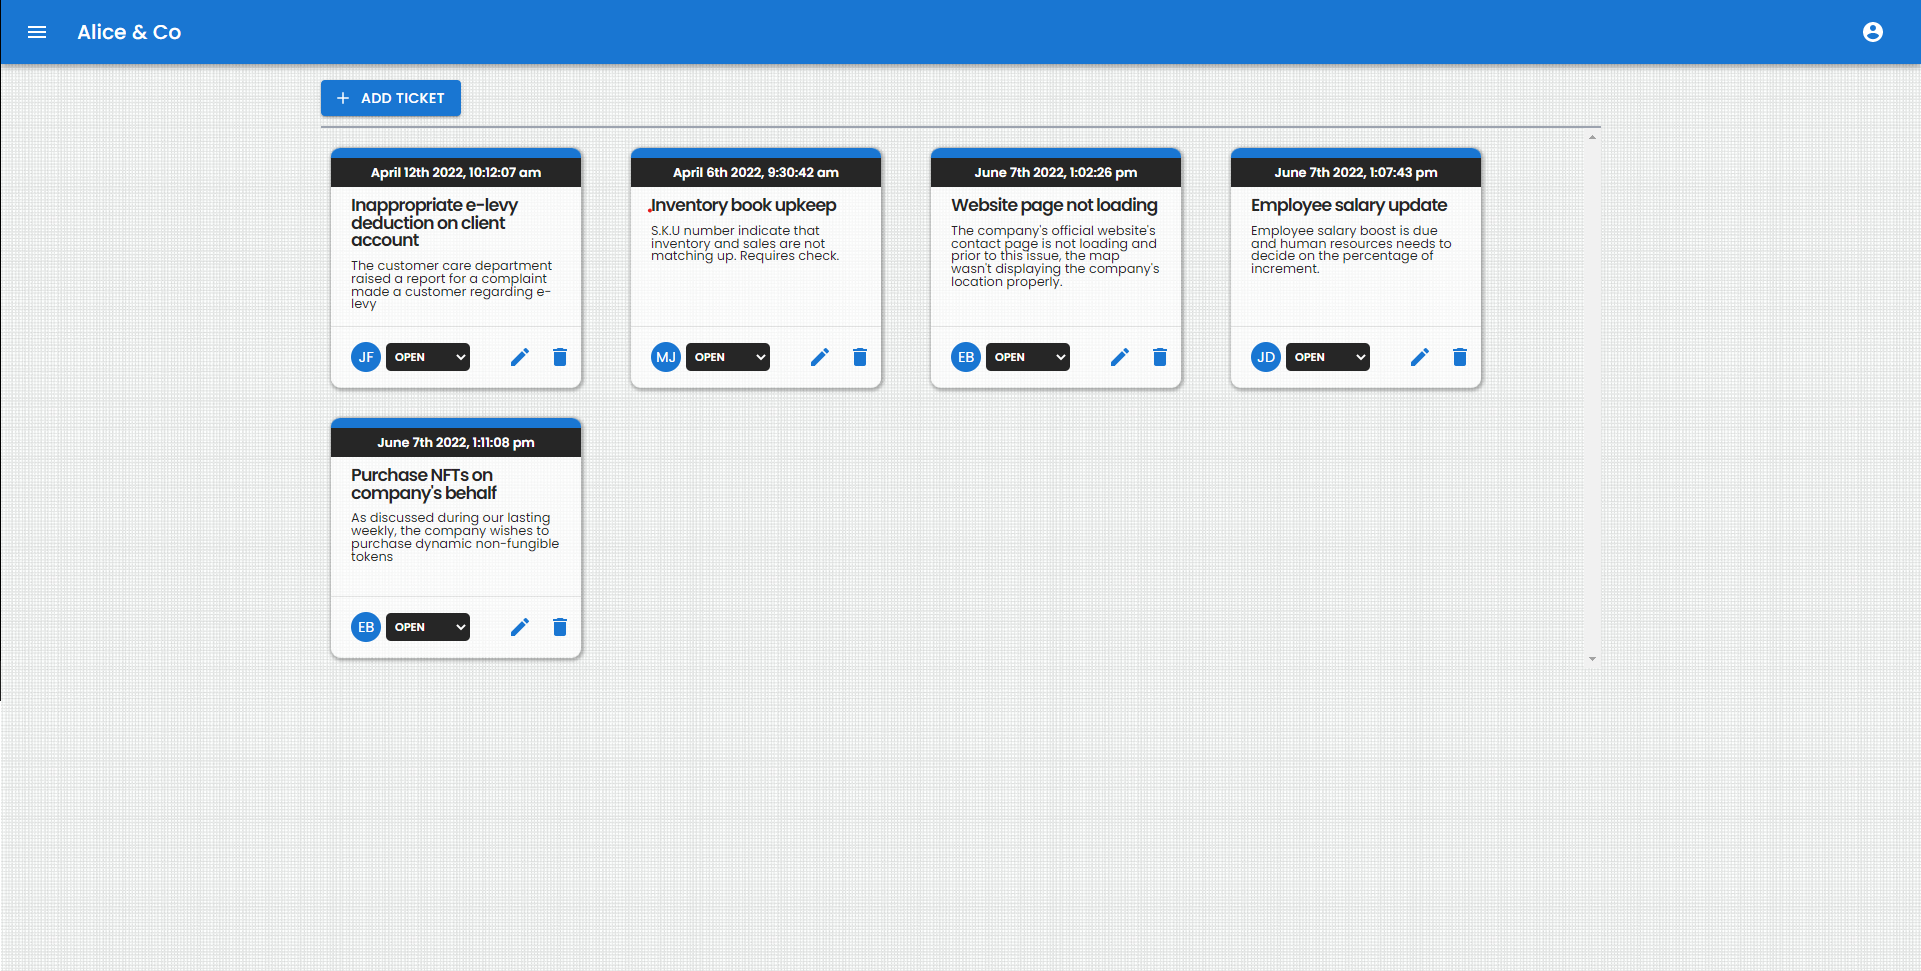 Alice & Co
ADD TICKET
April 12th 2022, 10:12:07 am
Inappropriate e-levy
deduction on client
account
The customer care department
raised a report for a complaint
made a customer regarding e-
levy
JF OPEN
April 6th 2022, 9:30:42 am
Inventory book upkeep
S.K.U number indicate that
inventory and sales are not
matching up. Requires check.
MJ OPEN
June 7th 2022, 1:02:26 pm
Website page not loading
The company's official website's
contact page is not loading and
prior to this issue, the map
wasn't displaying the company's
location properly.
EB OPEN
June 7th 2022, 1:07:43 pm
Employee salary update
Employee salary boost is due
and human resources needs to
decide on the percentage of
increment.
JD OPEN
June 7th 2022, 1:11:08 pm
Purchase NFTs on
company's behalf
As discussed during our lasting
weekly, the company wishes to
purchase dynamic non-fungible
tokens
EB OPEN